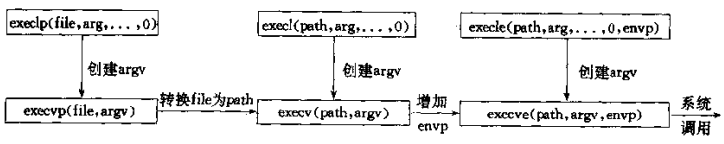 execlp(file,arg,...,0)
execl(path,arg,...,0)
execle(path,arg,...,0,envp)
创建argv
创建argv
创建argv
execvp(file,argv)
转换file为path
execv(path,argv)
增加
envp
execve(path,argv,envp)
系统
调用